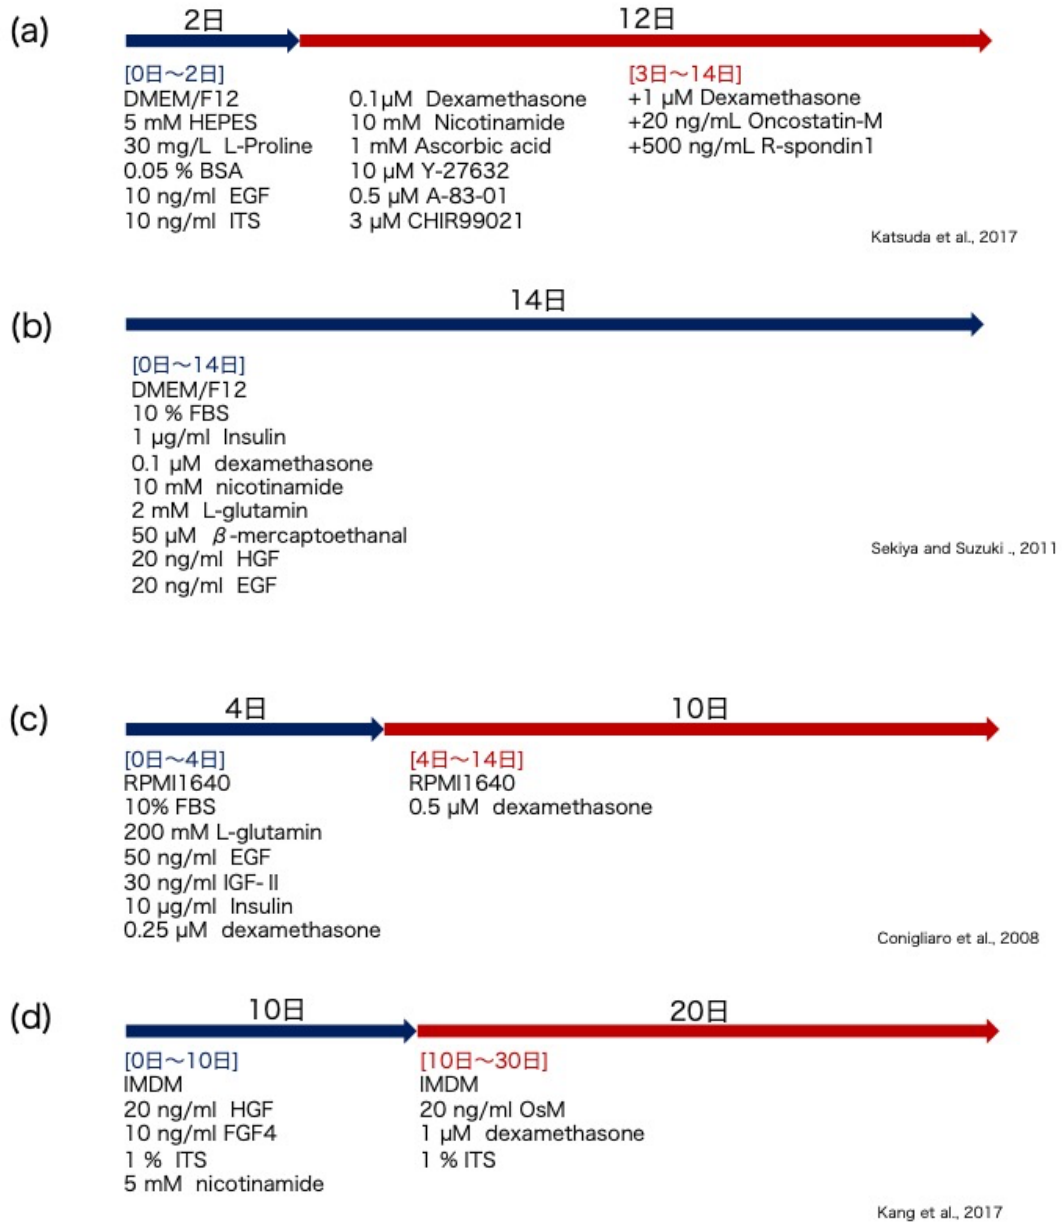 (a)
2日
12日
[0日〜2日]
DMEM/F12
5 mM HEPES
30 mg/L L-Proline
0.05 % BSA
10 ng/ml EGF
10 ng/ml ITS
0.1μM Dexamethasone
10 mM Nicotinamide
1 mM Ascorbic acid
10 μM Y-27632
0.5 μM A-83-01
3 μM CHIR99021
[3日〜14日]
+1 μM Dexamethasone
+20 ng/mL Oncostatin-M
+500 ng/mL R-spondin1
Katsuda et al., 2017
(b)
14日
[0日〜14日]
DMEM/F12
10 % FBS
1 μg/ml Insulin
0.1 μM dexamethasone
10 mM nicotinamide
2 mM L-glutamin
50 μM β-mercaptoethanal
20 ng/ml HGF
20 ng/ml EGF
Sekiya and Suzuki ., 2011
(c)
4日
10日
[0日〜4日]
RPMI1640
10% FBS
200 mM L-glutamin
50 ng/ml EGF
30 ng/ml IGF-Ⅱ
10 μg/ml Insulin
0.25 μM dexamethasone
[4日〜14日]
RPMI1640
0.5 μM dexamethasone
Conigliaro et al., 2008
(d)
10日
20日
[0日〜10日]
IMDM
20 ng/ml HGF
10 ng/ml FGF4
1 % ITS
5 mM nicotinamide
[10日〜30日]
IMDM
20 ng/ml OsM
1 μM dexamethasone
1 % ITS
Kang et al., 2017